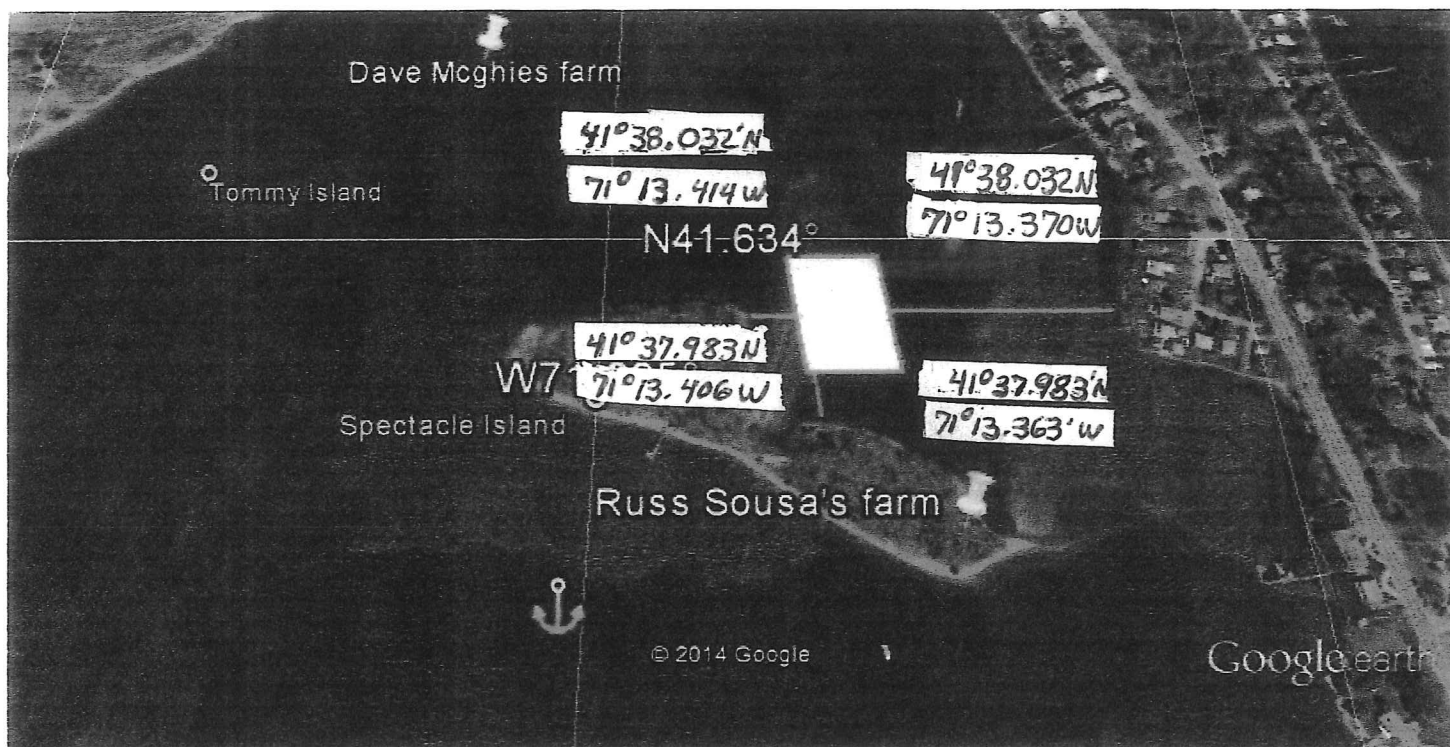 Dave Mcghies farm
41°38.032'N
71°13.414W
41°38.032N
71°13.370W
Tommy Island
N41.634°
41°37.983N
71°13.406W
41°37.983'N
71°13.363'W
W71
Spectacle Island
Russ Sousa's farm
© 2014 Google
Google earth